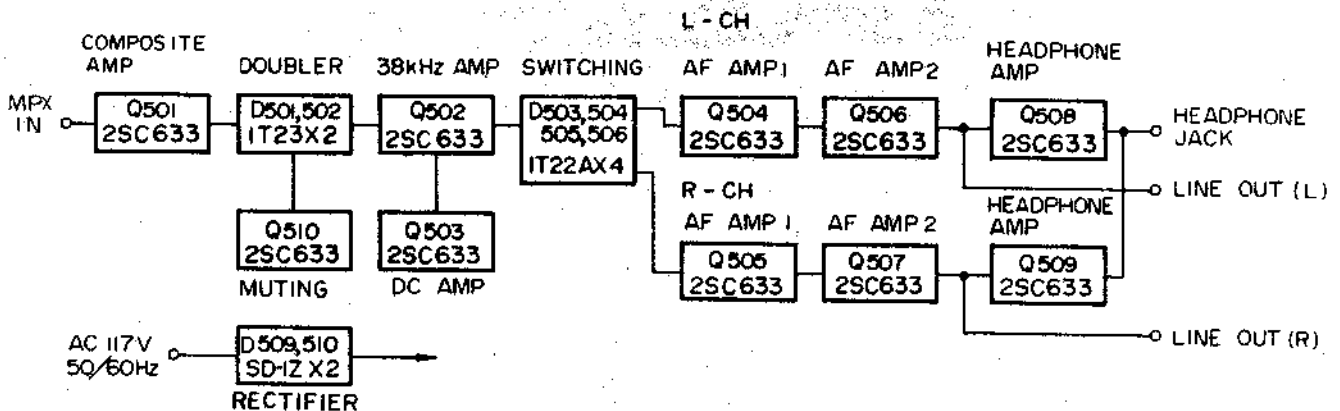 L - CH
COMPOSITE
AMP
DOUBLER
38kHz AMP
SWITCHING
AF AMP1
AF AMP2
HEADPHONE
AMP
MPX
IN
Q501
2SC633
D501,502
1T23X2
Q502
2SC633
D503,504
505,506
1T22AX4
Q504
2SC633
Q506
2SC633
Q508
2SC633
HEADPHONE
JACK
LINE OUT (L)
R - CH
AF AMP 1
AF AMP 2
HEADPHONE
AMP
Q510
2SC633
MUTING
Q503
2SC633
DC AMP
Q505
2SC633
Q507
2SC633
Q509
2SC633
LINE OUT (R)
AC 117V
50/60Hz
D509,510
SD-1Z X2
RECTIFIER